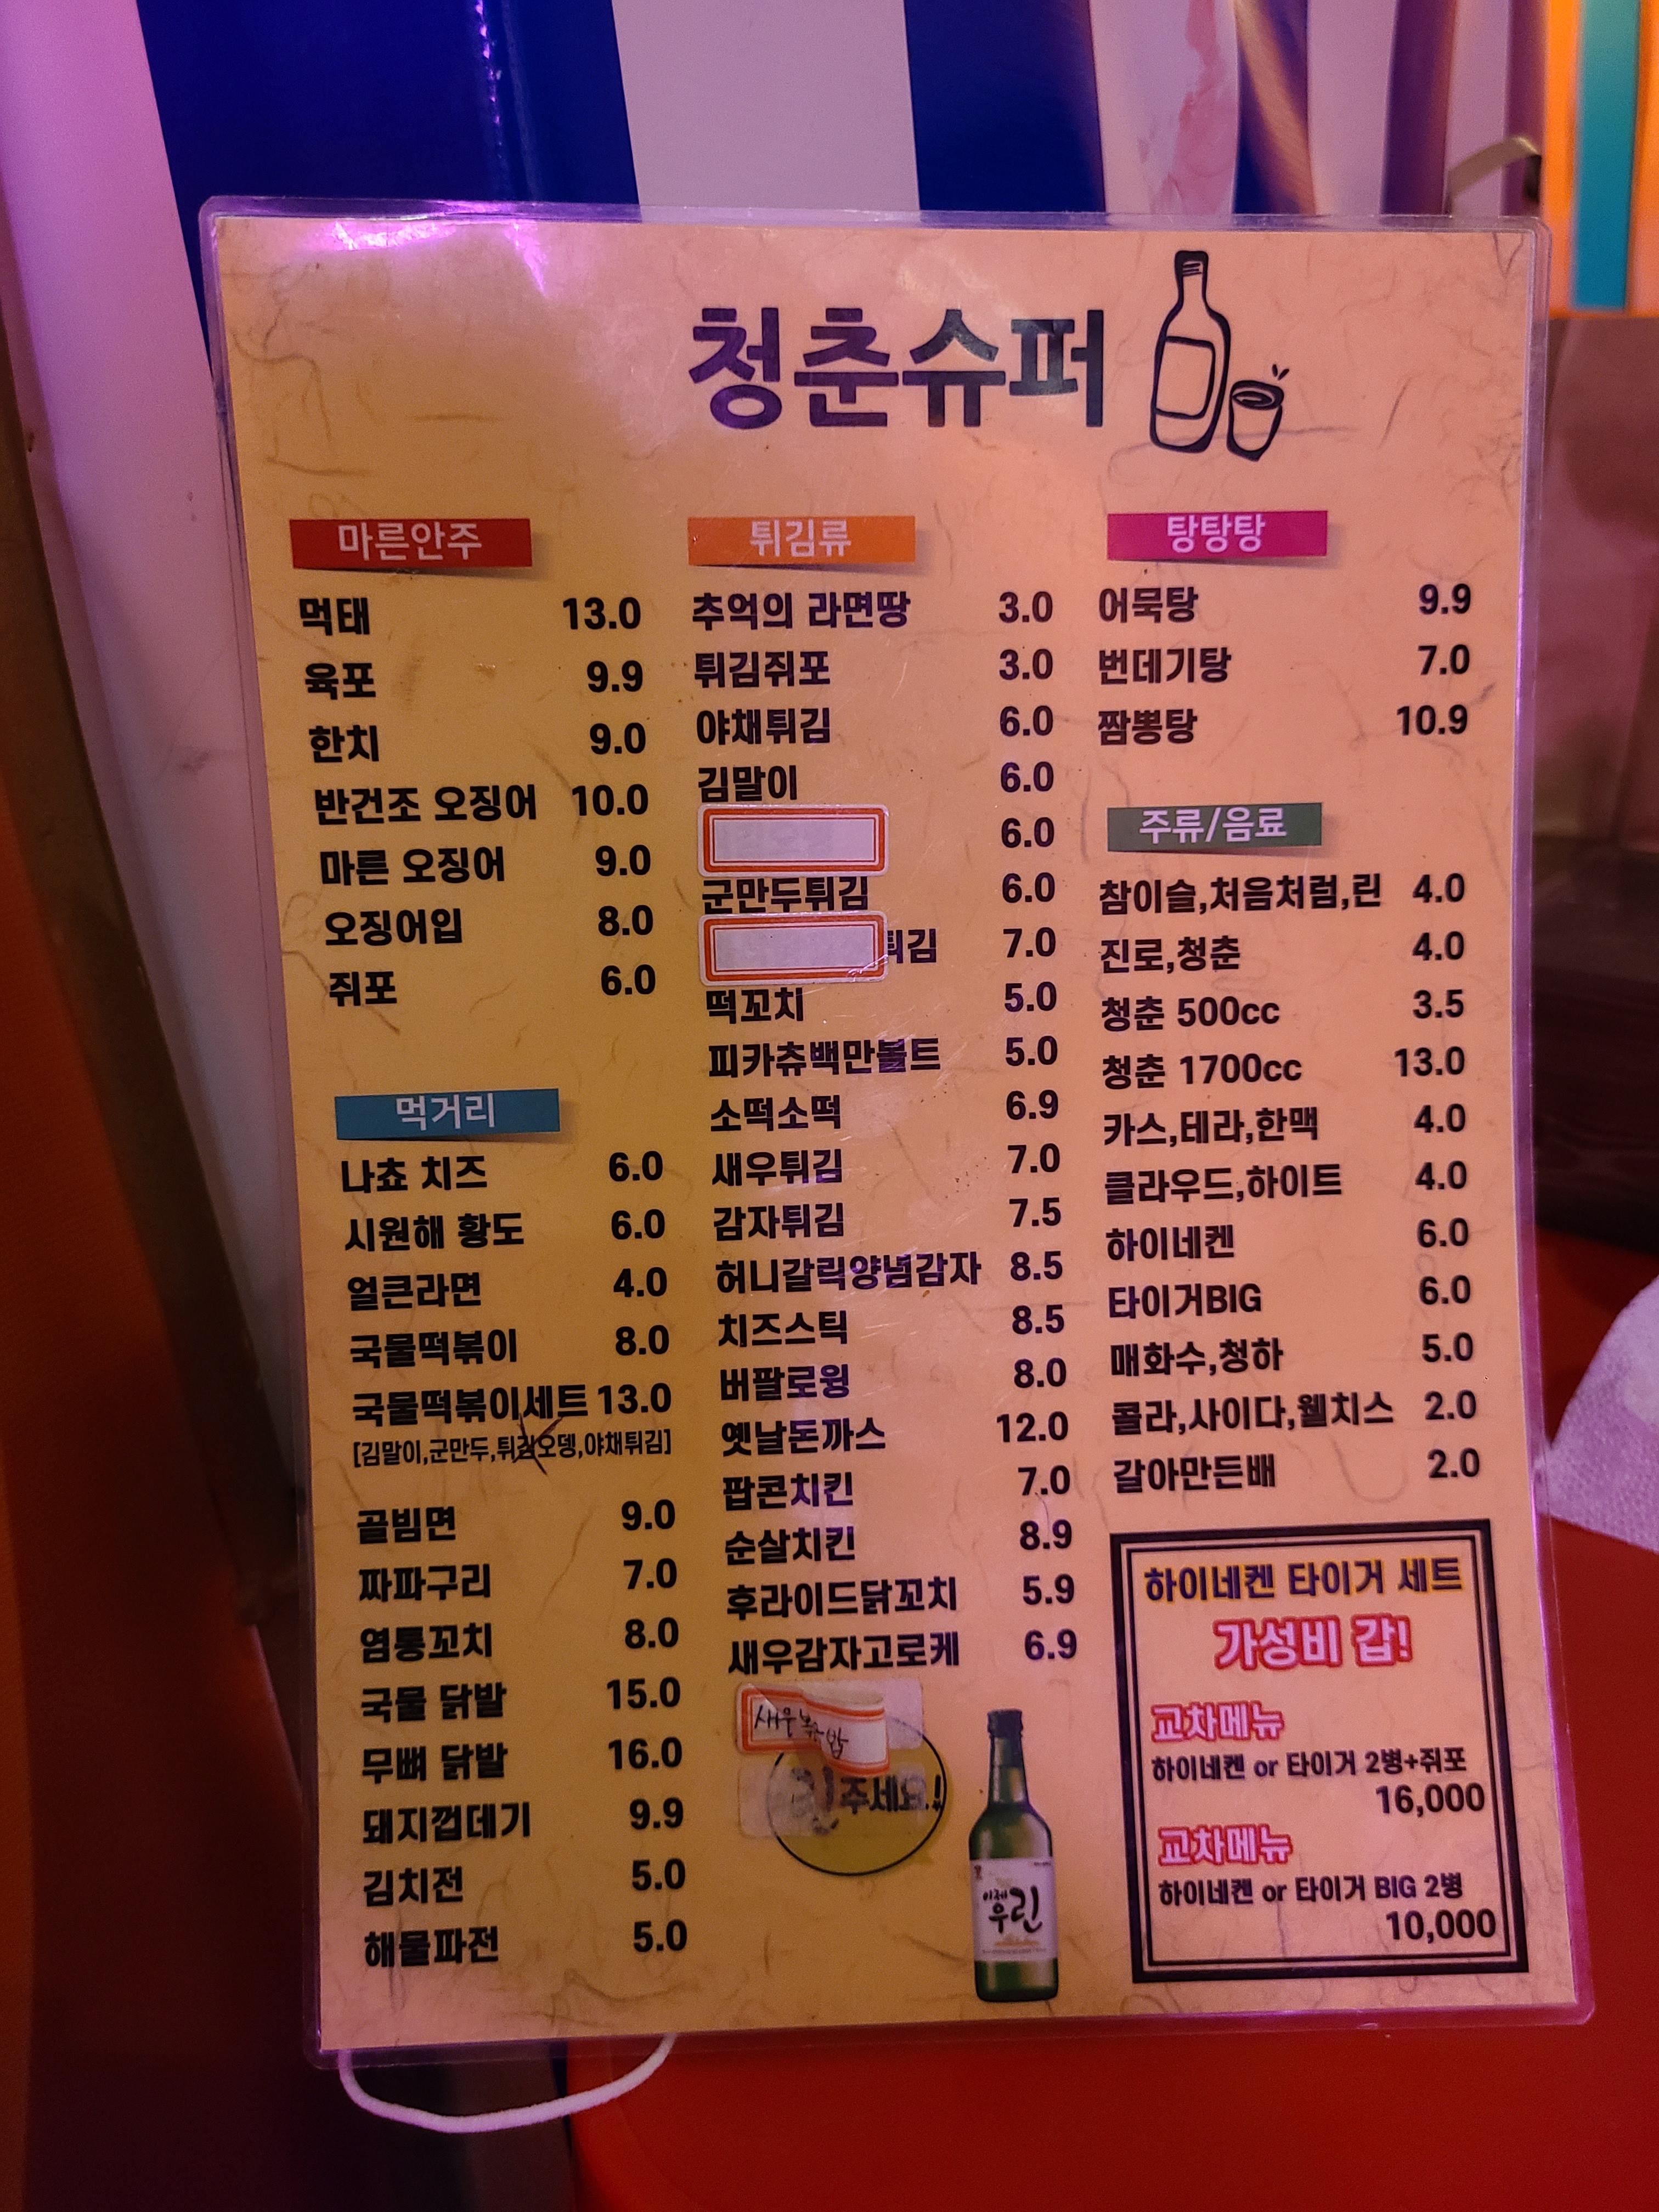 청춘슈퍼
마른안주
먹태 13.0
육포 9.9
한치 9.0
반건조 오징어 10.0
마른 오징어 9.0
오징어입 8.0
쥐포 6.0
먹거리
나쵸 치즈 6.0
시원해 황도 6.0
얼큰라면 4.0
국물떡볶이 8.0
국물떡볶이세트 13.0
[김말이,군만두,튀김오뎅,야채튀김]
골빔면 9.0
짜파구리 7.0
염통꼬치 8.0
국물 닭발 15.0
무뼈 닭발 16.0
돼지껍데기 9.9
김치전 5.0
해물파전 5.0
튀김류
추억의 라면땅 3.0
튀김쥐포 3.0
야채튀김 6.0
김말이 6.0
6.0
군만두튀김 6.0
튀김 7.0
떡꼬치 5.0
피카츄백만볼트 5.0
소떡소떡 6.9
새우튀김 7.0
감자튀김 7.5
허니갈릭양념감자 8.5
치즈스틱 8.5
버팔로윙 8.0
옛날돈까스 12.0
팝콘치킨 7.0
순살치킨 8.9
후라이드닭꼬치 5.9
새우감자고로케 6.9
새우볶음밥
린 주세요!
이제
우린
탕탕탕
어묵탕 9.9
번데기탕 7.0
짬뽕탕 10.9
주류/음료
참이슬,처음처럼,린 4.0
진로,청춘 4.0
청춘 500cc 3.5
청춘 1700cc 13.0
카스,테라,한맥 4.0
클라우드,하이트 4.0
하이네켄 6.0
타이거BIG 6.0
매화수,청하 5.0
콜라,사이다,웰치스 2.0
갈아만든배 2.0
하이네켄 타이거 세트
가성비 갑!
교차메뉴
하이네켄 or 타이거 2병+쥐포
16,000
교차메뉴
하이네켄 or 타이거 BIG 2병
10,000